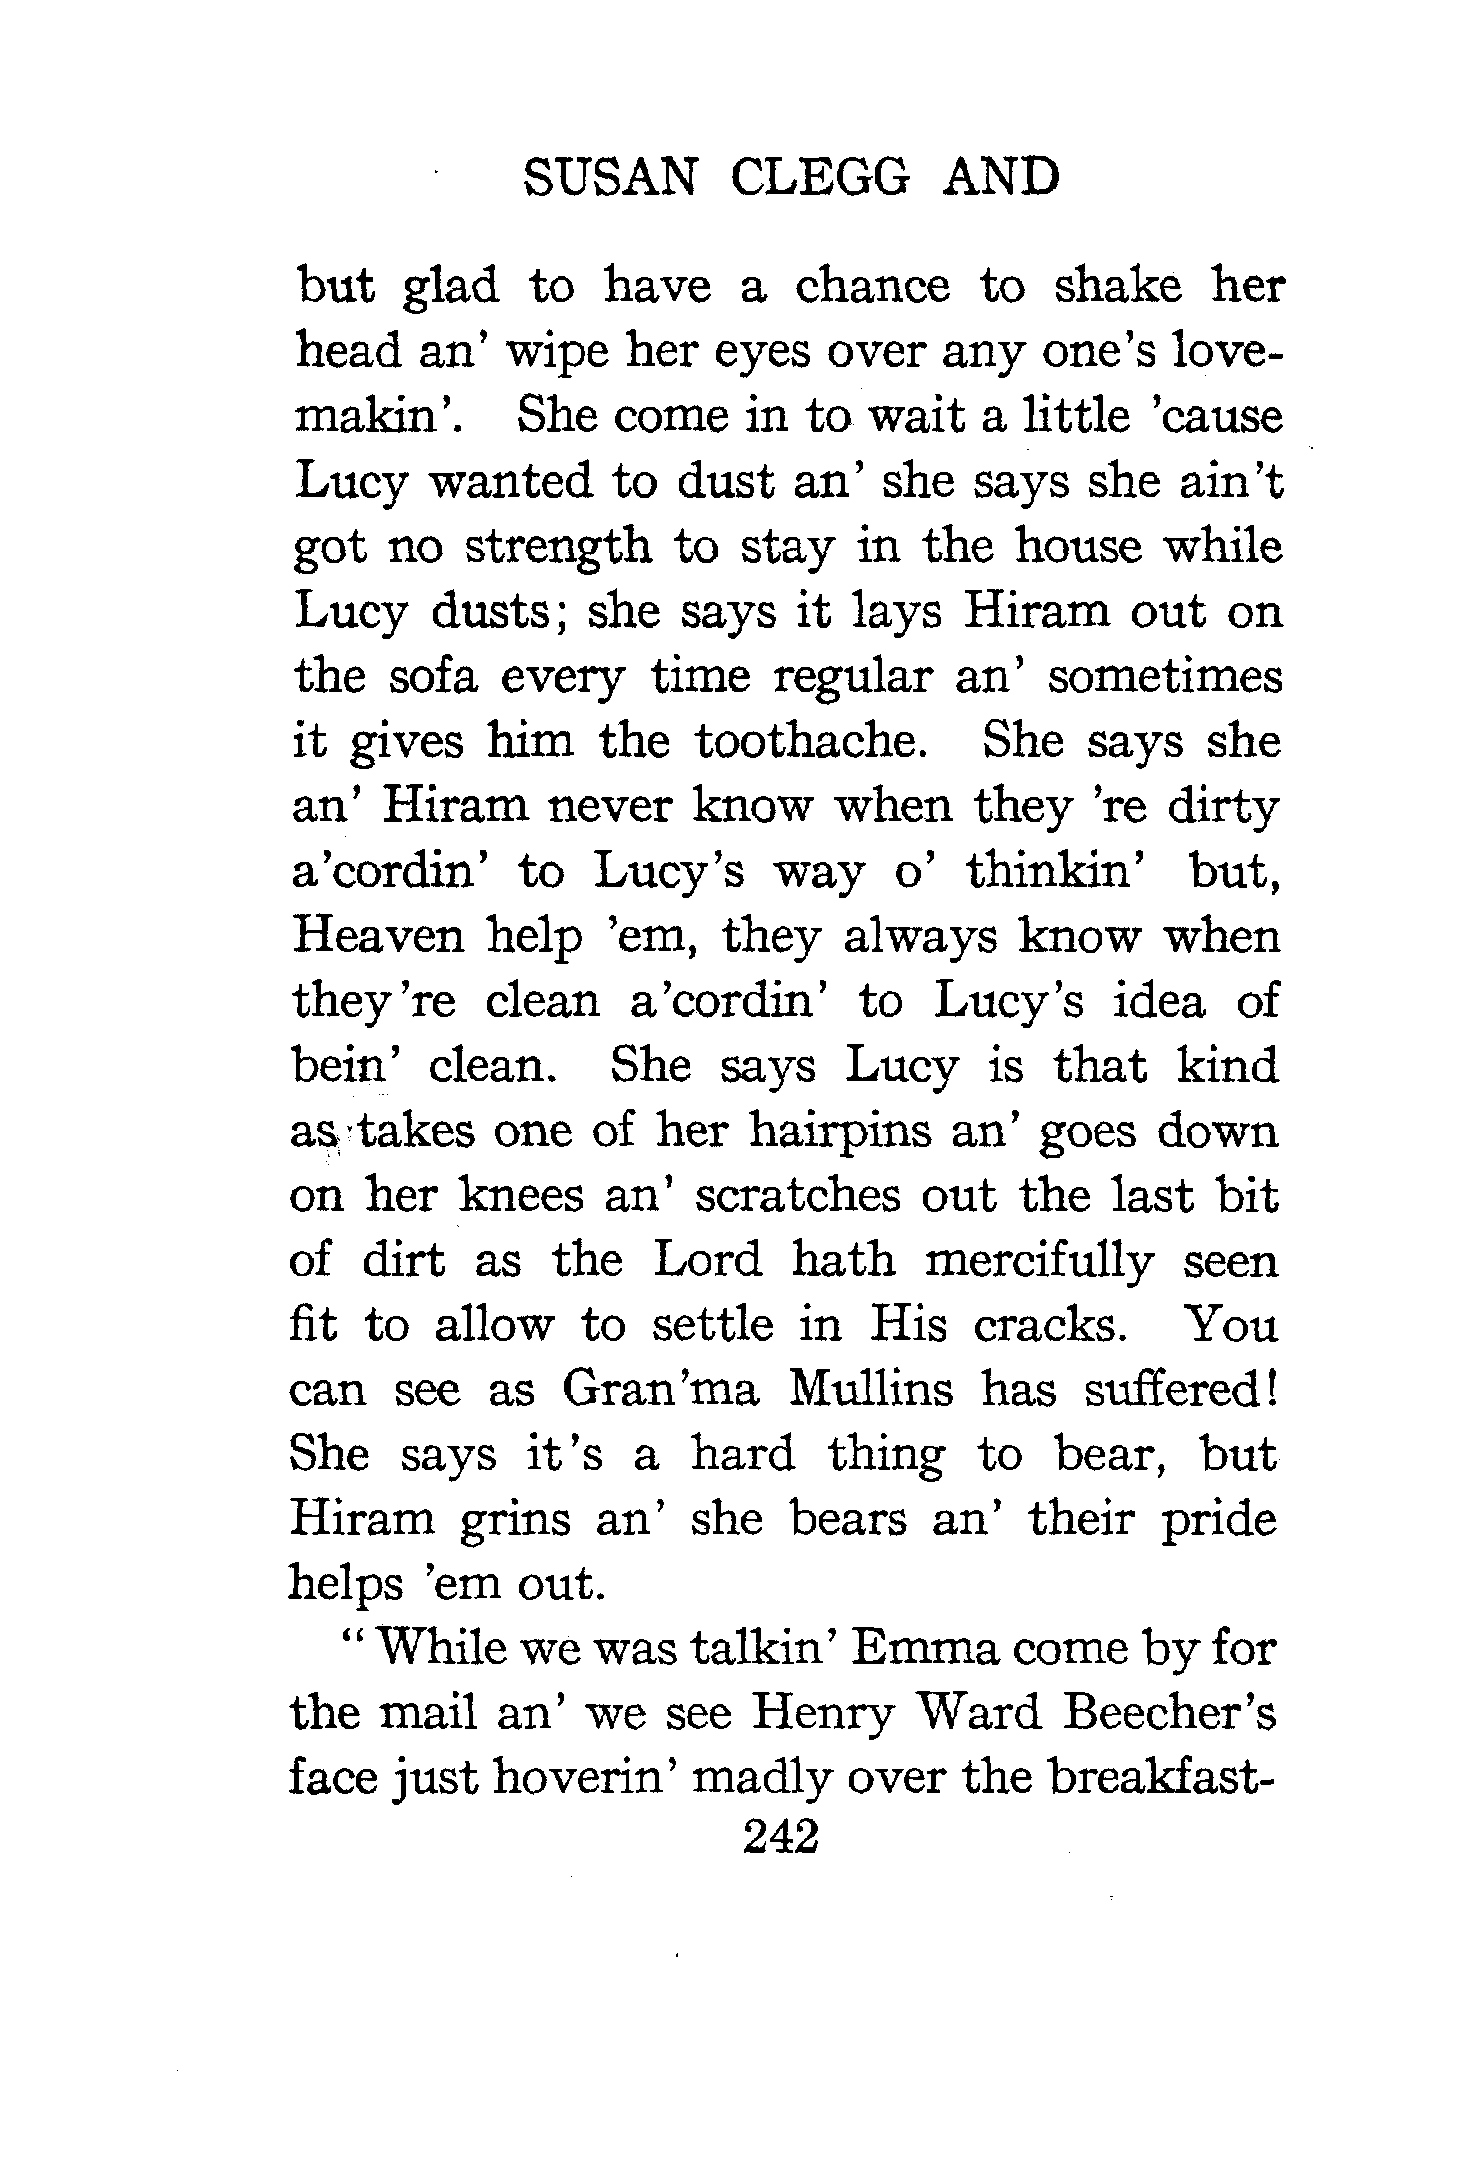 SUSAN CLEGG AND
but glad to have a chance to shake her
head an' wipe her eyes over any one's love-
makin'. She come in to wait a little 'cause
Lucy wanted to dust an' she says she ain't
got no strength to stay in the house while
Lucy dusts; she says it lays Hiram out on
the sofa every time regular an' sometimes
it gives him the toothache. She says she
an' Hiram never know when they 're dirty
a'cordin' to Lucy's way o' thinkin' but,
Heaven help 'em, they always know when
they're clean a'cordin' to Lucy's idea of
bein' clean. She says Lucy is that kind
as takes one of her hairpins an' goes down
on her knees an' scratches out the last bit
of dirt as the Lord hath mercifully seen
fit to allow to settle in His cracks. You
can see as Gran'ma Mullins has suffered!
She says it's a hard thing to bear, but
Hiram grins an' she bears an' their pride
helps 'em out.
"While we was talkin' Emma come by for
the mail an' we see Henry Ward Beecher's
face just hoverin' madly over the breakfast-
242